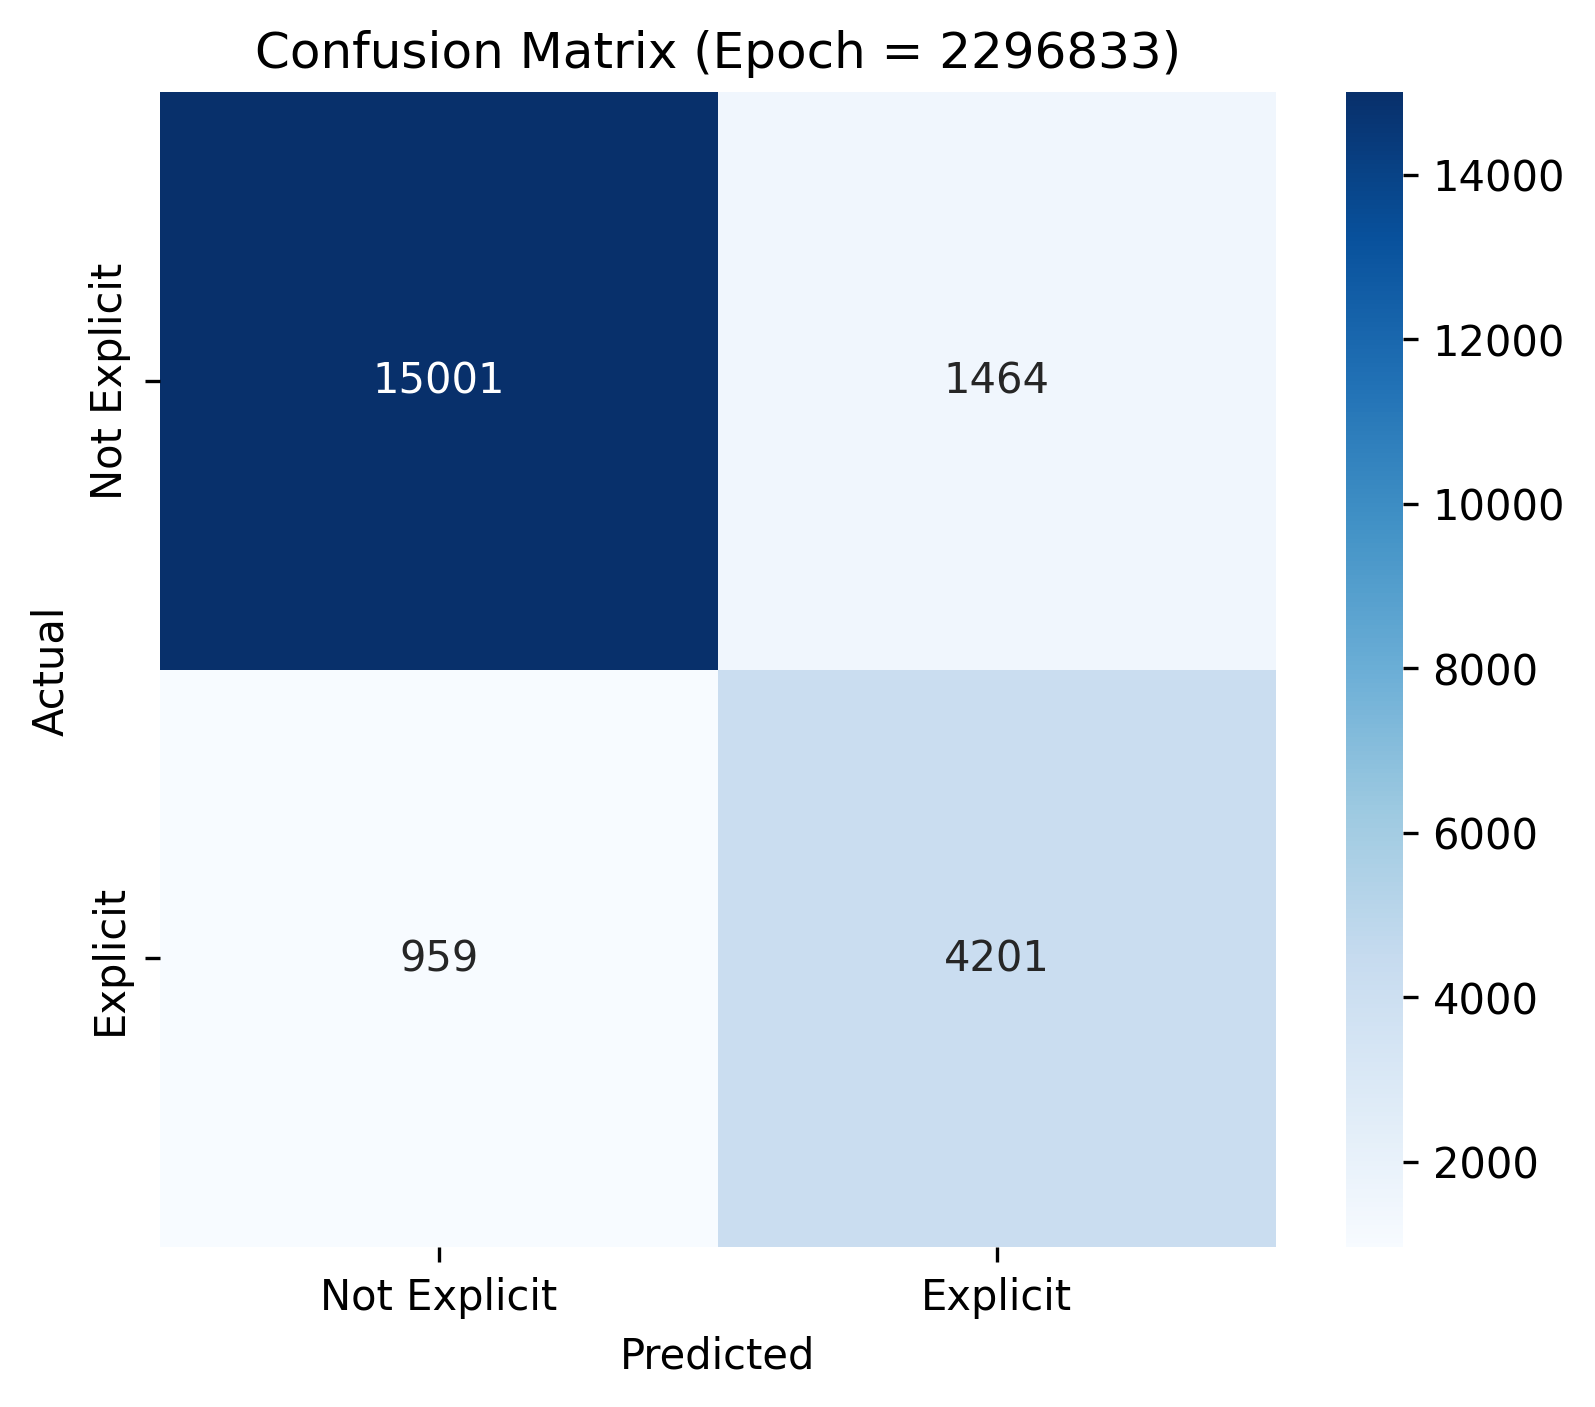 Confusion Matrix (Epoch = 2296833)
Actual
Not Explicit
Explicit
15001
1464
959
4201
Not Explicit
Explicit
Predicted
14000
12000
10000
8000
6000
4000
2000